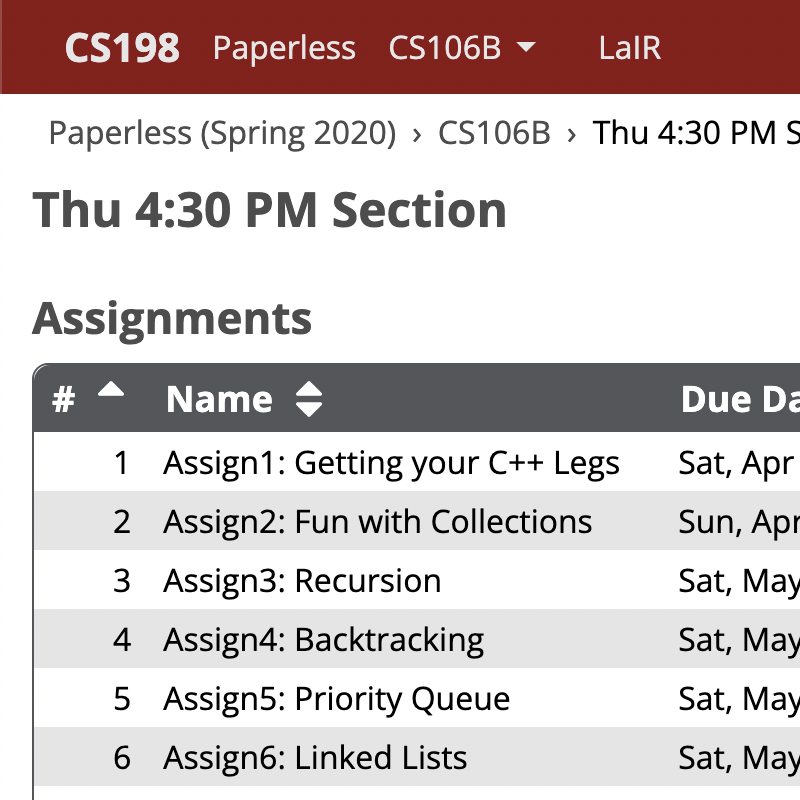 CS198 Paperless CS106B LaIR
Paperless (Spring 2020) › CS106B › Thu 4:30 PM S
Thu 4:30 PM Section
Assignments
# Name Due Da
1 Assign1: Getting your C++ Legs Sat, Apr
2 Assign2: Fun with Collections Sun, Apr
3 Assign3: Recursion Sat, May
4 Assign4: Backtracking Sat, May
5 Assign5: Priority Queue Sat, May
6 Assign6: Linked Lists Sat, May